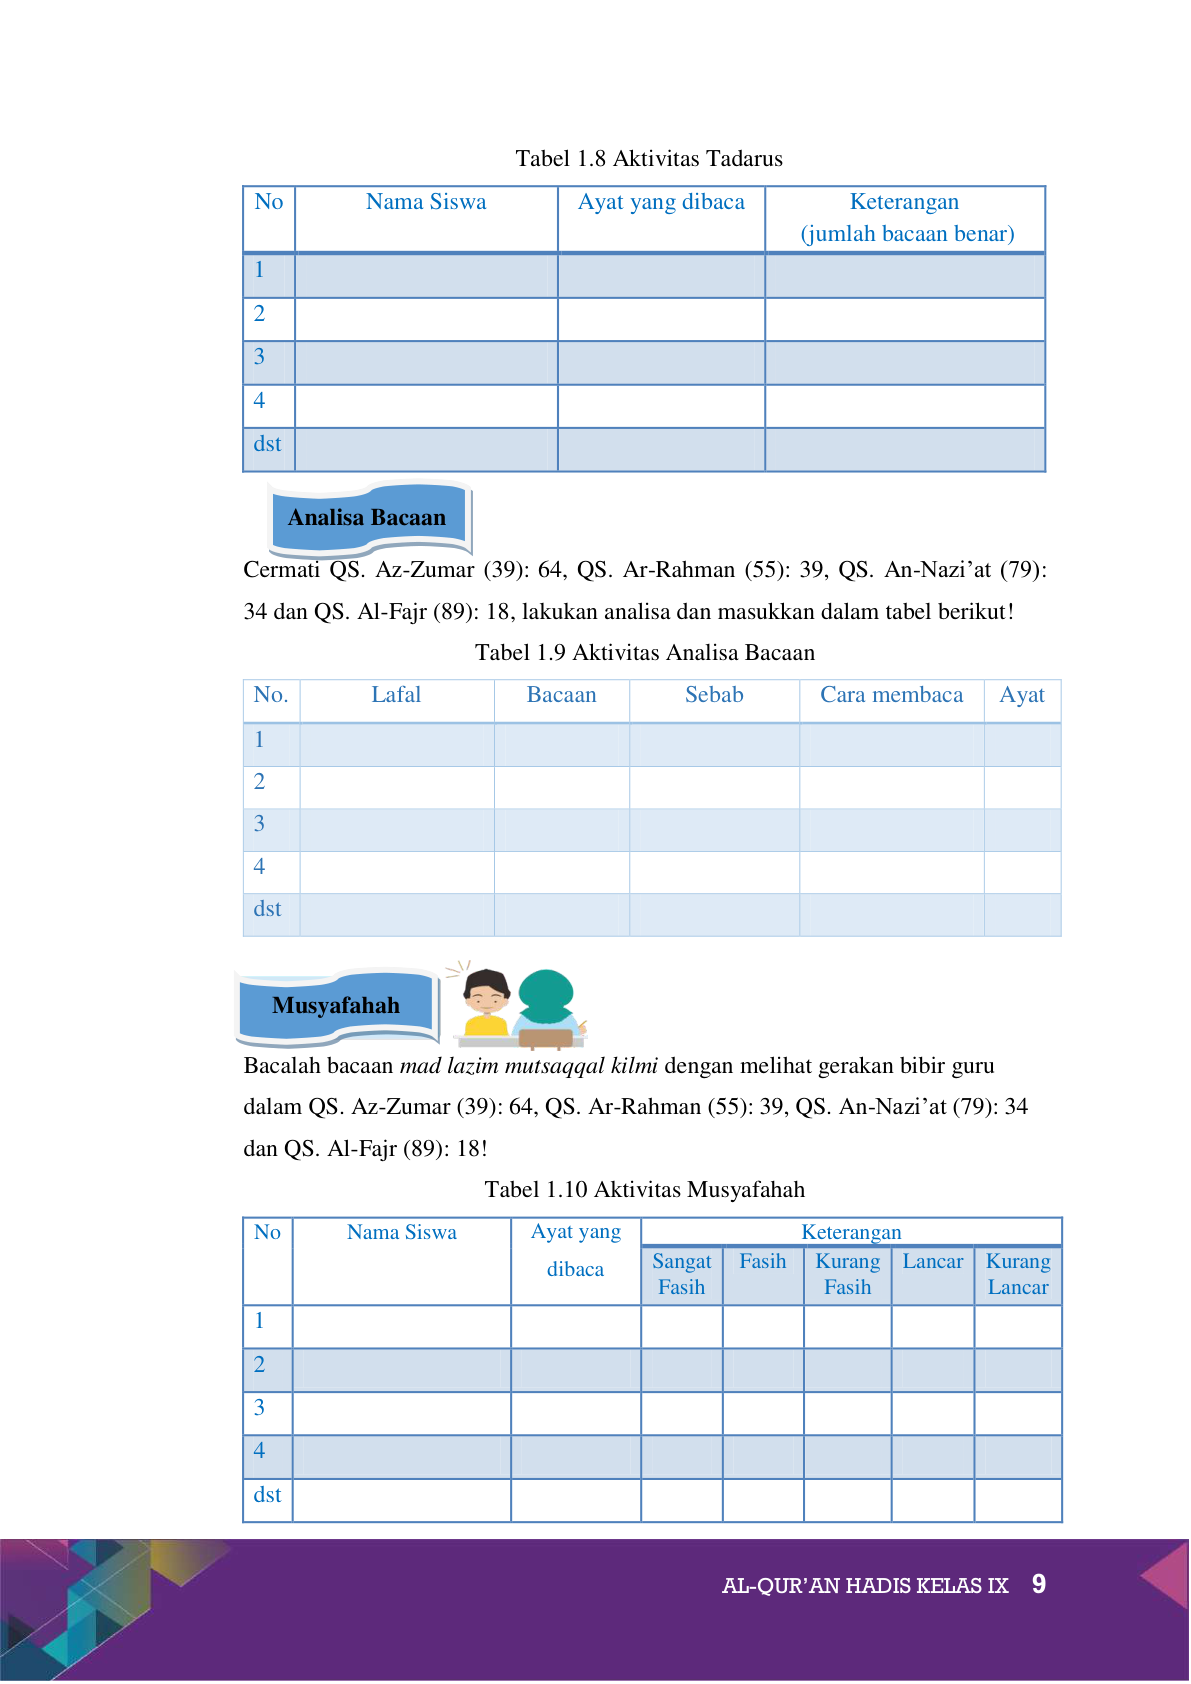 Tabel 1.8 Aktivitas Tadarus
No Nama Siswa Ayat yang dibaca Keterangan
(jumlah bacaan benar)
1
2
3
4
dst
Analisa Bacaan
Cermati QS. Az-Zumar (39): 64, QS. Ar-Rahman (55): 39, QS. An-Nazi’at (79):
34 dan QS. Al-Fajr (89): 18, lakukan analisa dan masukkan dalam tabel berikut!
Tabel 1.9 Aktivitas Analisa Bacaan
No. Lafal Bacaan Sebab Cara membaca Ayat
1
2
3
4
dst
Musyafahah
Bacalah bacaan mad lazim mutsaqqal kilmi dengan melihat gerakan bibir guru
dalam QS. Az-Zumar (39): 64, QS. Ar-Rahman (55): 39, QS. An-Nazi’at (79): 34
dan QS. Al-Fajr (89): 18!
Tabel 1.10 Aktivitas Musyafahah
No Nama Siswa Ayat yang dibaca Keterangan
Sangat Fasih Fasih Kurang Fasih Lancar Kurang Lancar
1
2
3
4
dst
AL-QUR’AN HADIS KELAS IX 9